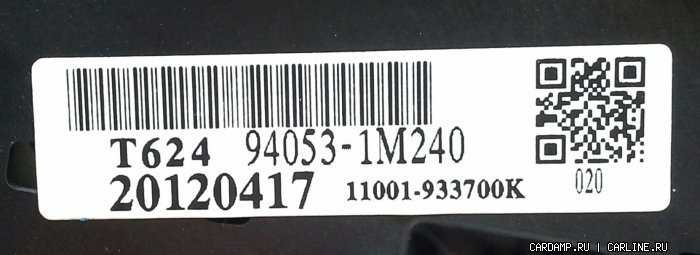 T624 94053-1M240
20120417 11001-933700K
020
CARDAMP.RU | CARLINE.RU